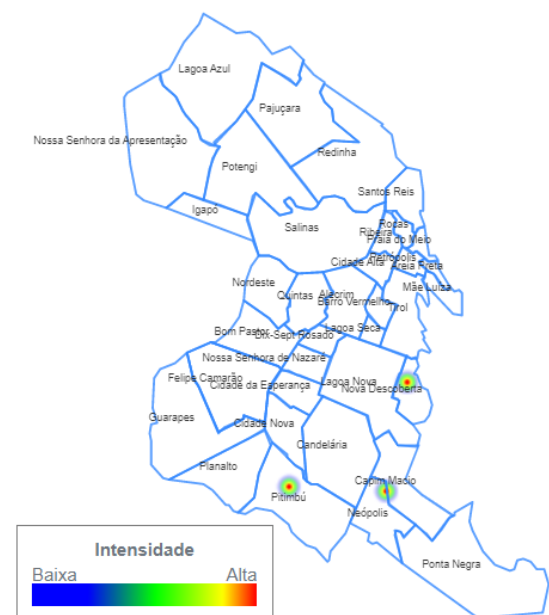 Lagoa Azul
Pajuçara
Nossa Senhora da Apresentação
Redinha
Potengi
Santos Reis
Igapó
Rocas
Salinas
Ribeira
Praia do Meio
Petrópolis
Cidade Alta
Areia Preta
Nordeste
Mãe Luiza
Quintas
Alecrim
Barro Vermelho
Tirol
Bom Pastor
Dix-Sept Rosado
Lagoa Seca
Nossa Senhora de Nazaré
Felipe Camarão
Cidade da Esperança
Lagoa Nova
Nova Descoberta
Guarapes
Cidade Nova
Candelária
Planalto
Capim Macio
Pitimbú
Neópolis
Ponta Negra
Intensidade
Baixa Alta